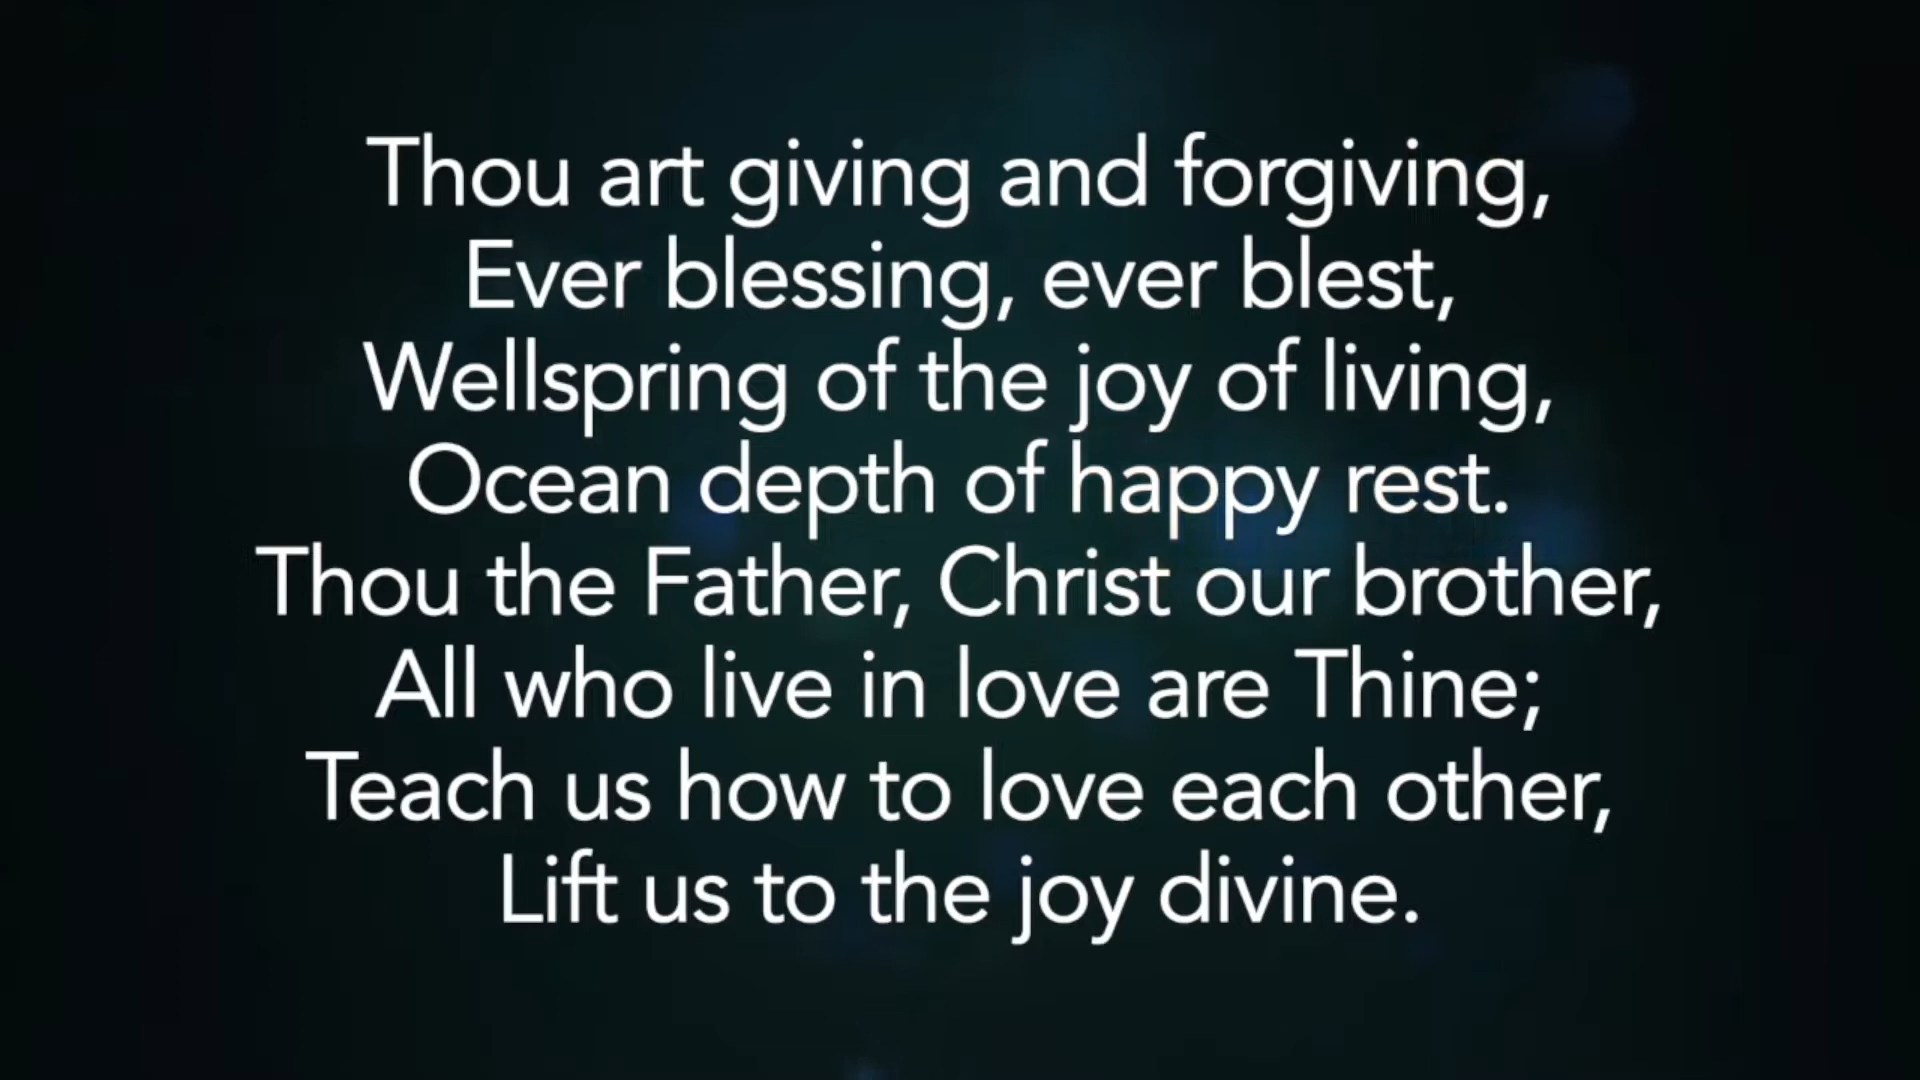 Thou art giving and forgiving,
Ever blessing, ever blest,
Wellspring of the joy of living,
Ocean depth of happy rest.
Thou the Father, Christ our brother,
All who live in love are Thine;
Teach us how to love each other,
Lift us to the joy divine.